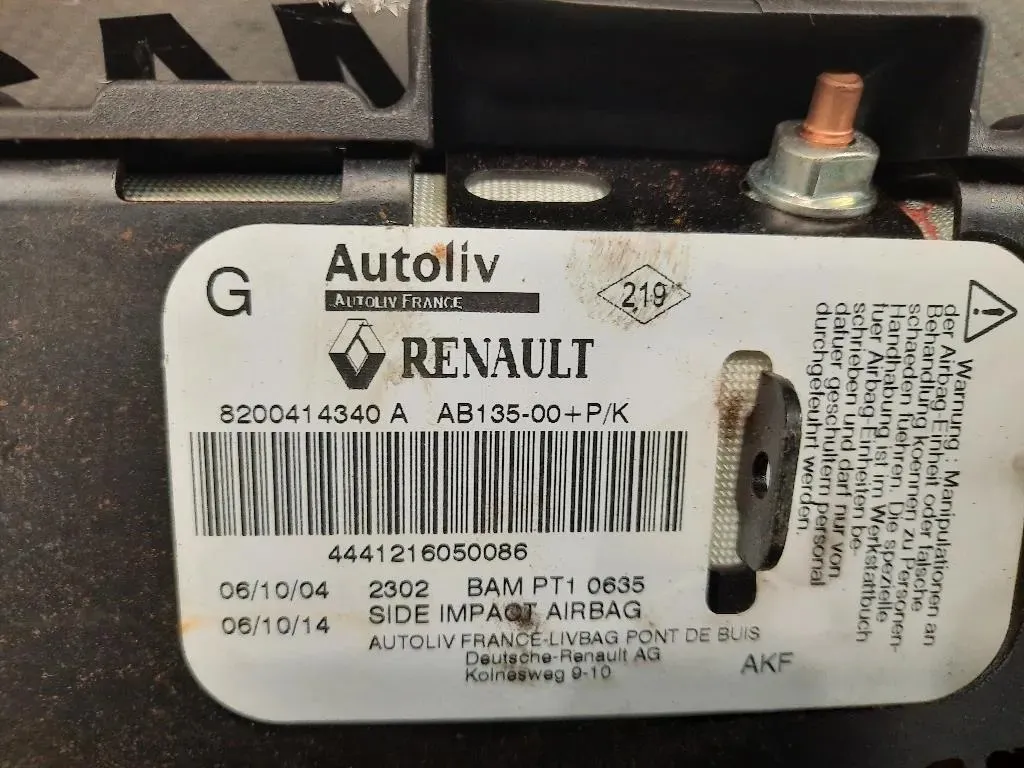 G
Autoliv
AUTOLIV FRANCE
219
RENAULT
8200414340 A AB135-00+P/K
4441216050086
06/10/04 2302 BAM PT1 0635
06/10/14 SIDE IMPACT AIRBAG
AUTOLIV FRANCE-LIVBAG PONT DE BUIS
Deutsche-Renault AG
Kolnesweg 9-10
AKF
Warnung : Manipulationen an
der Airbag-Einheit oder falsche
Behandlung koennen zu Personen-
schaeden fuehren. Die spezielle
Handhabung ist im Werkstattbuch
fuer Airbag-Einheiten be-
schrieben und darf nur von
dafuer geschultem personal
durchgefeuhrt werden.